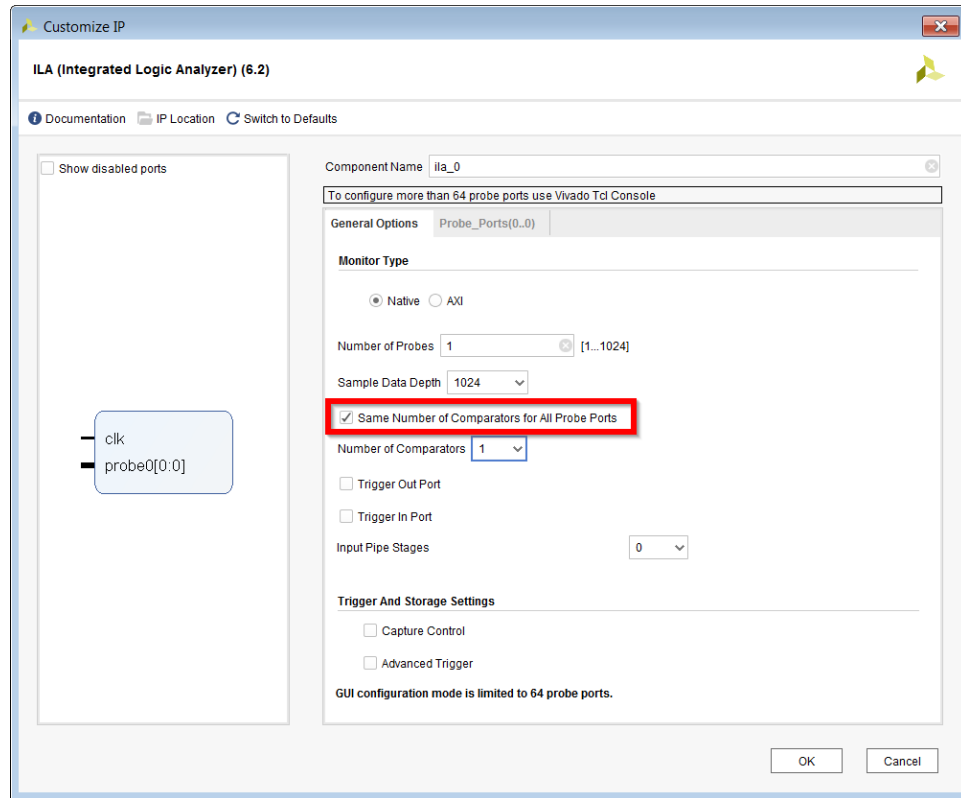 Customize IP
ILA (Integrated Logic Analyzer) (6.2)
Documentation IP Location Switch to Defaults
Show disabled ports
clk
probe0[0:0]
Component Name ila_0
To configure more than 64 probe ports use Vivado Tcl Console
General Options Probe_Ports(0..0)
Monitor Type
Native AXI
Number of Probes 1 [1...1024]
Sample Data Depth 1024
Same Number of Comparators for All Probe Ports
Number of Comparators 1
Trigger Out Port
Trigger In Port
Input Pipe Stages 0
Trigger And Storage Settings
Capture Control
Advanced Trigger
GUI configuration mode is limited to 64 probe ports.
OK Cancel